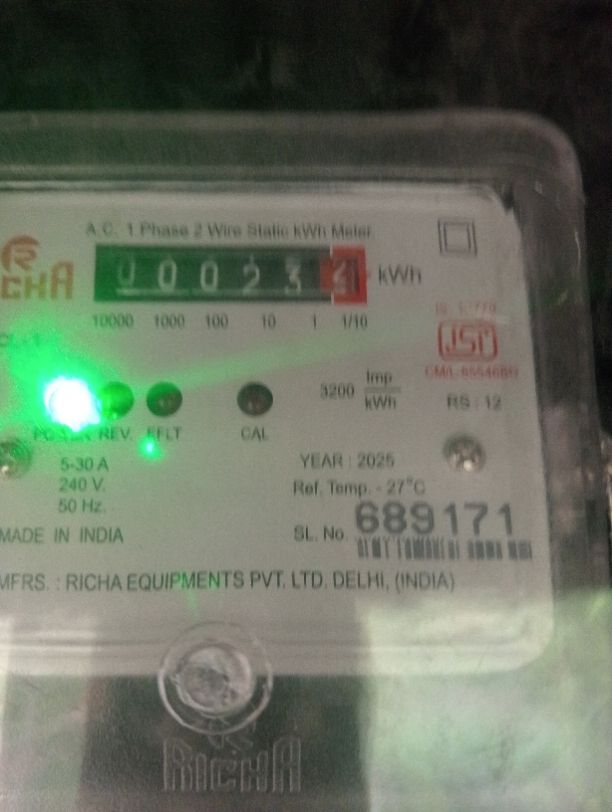 A.C. 1 Phase 2 Wire Static kWh Meter
RICHA
0 0 0 2 3 kWh
10000 1000 100 10 1 1/10
ISI
3200 Imp/kWh
RS : 12
POWER REV. EFLT CAL
5-30 A
240 V.
50 Hz.
YEAR : 2025
Ref. Temp. - 27°C
MADE IN INDIA
SL. No. 689171
MFRS. : RICHA EQUIPMENTS PVT. LTD. DELHI, (INDIA)
RICHA